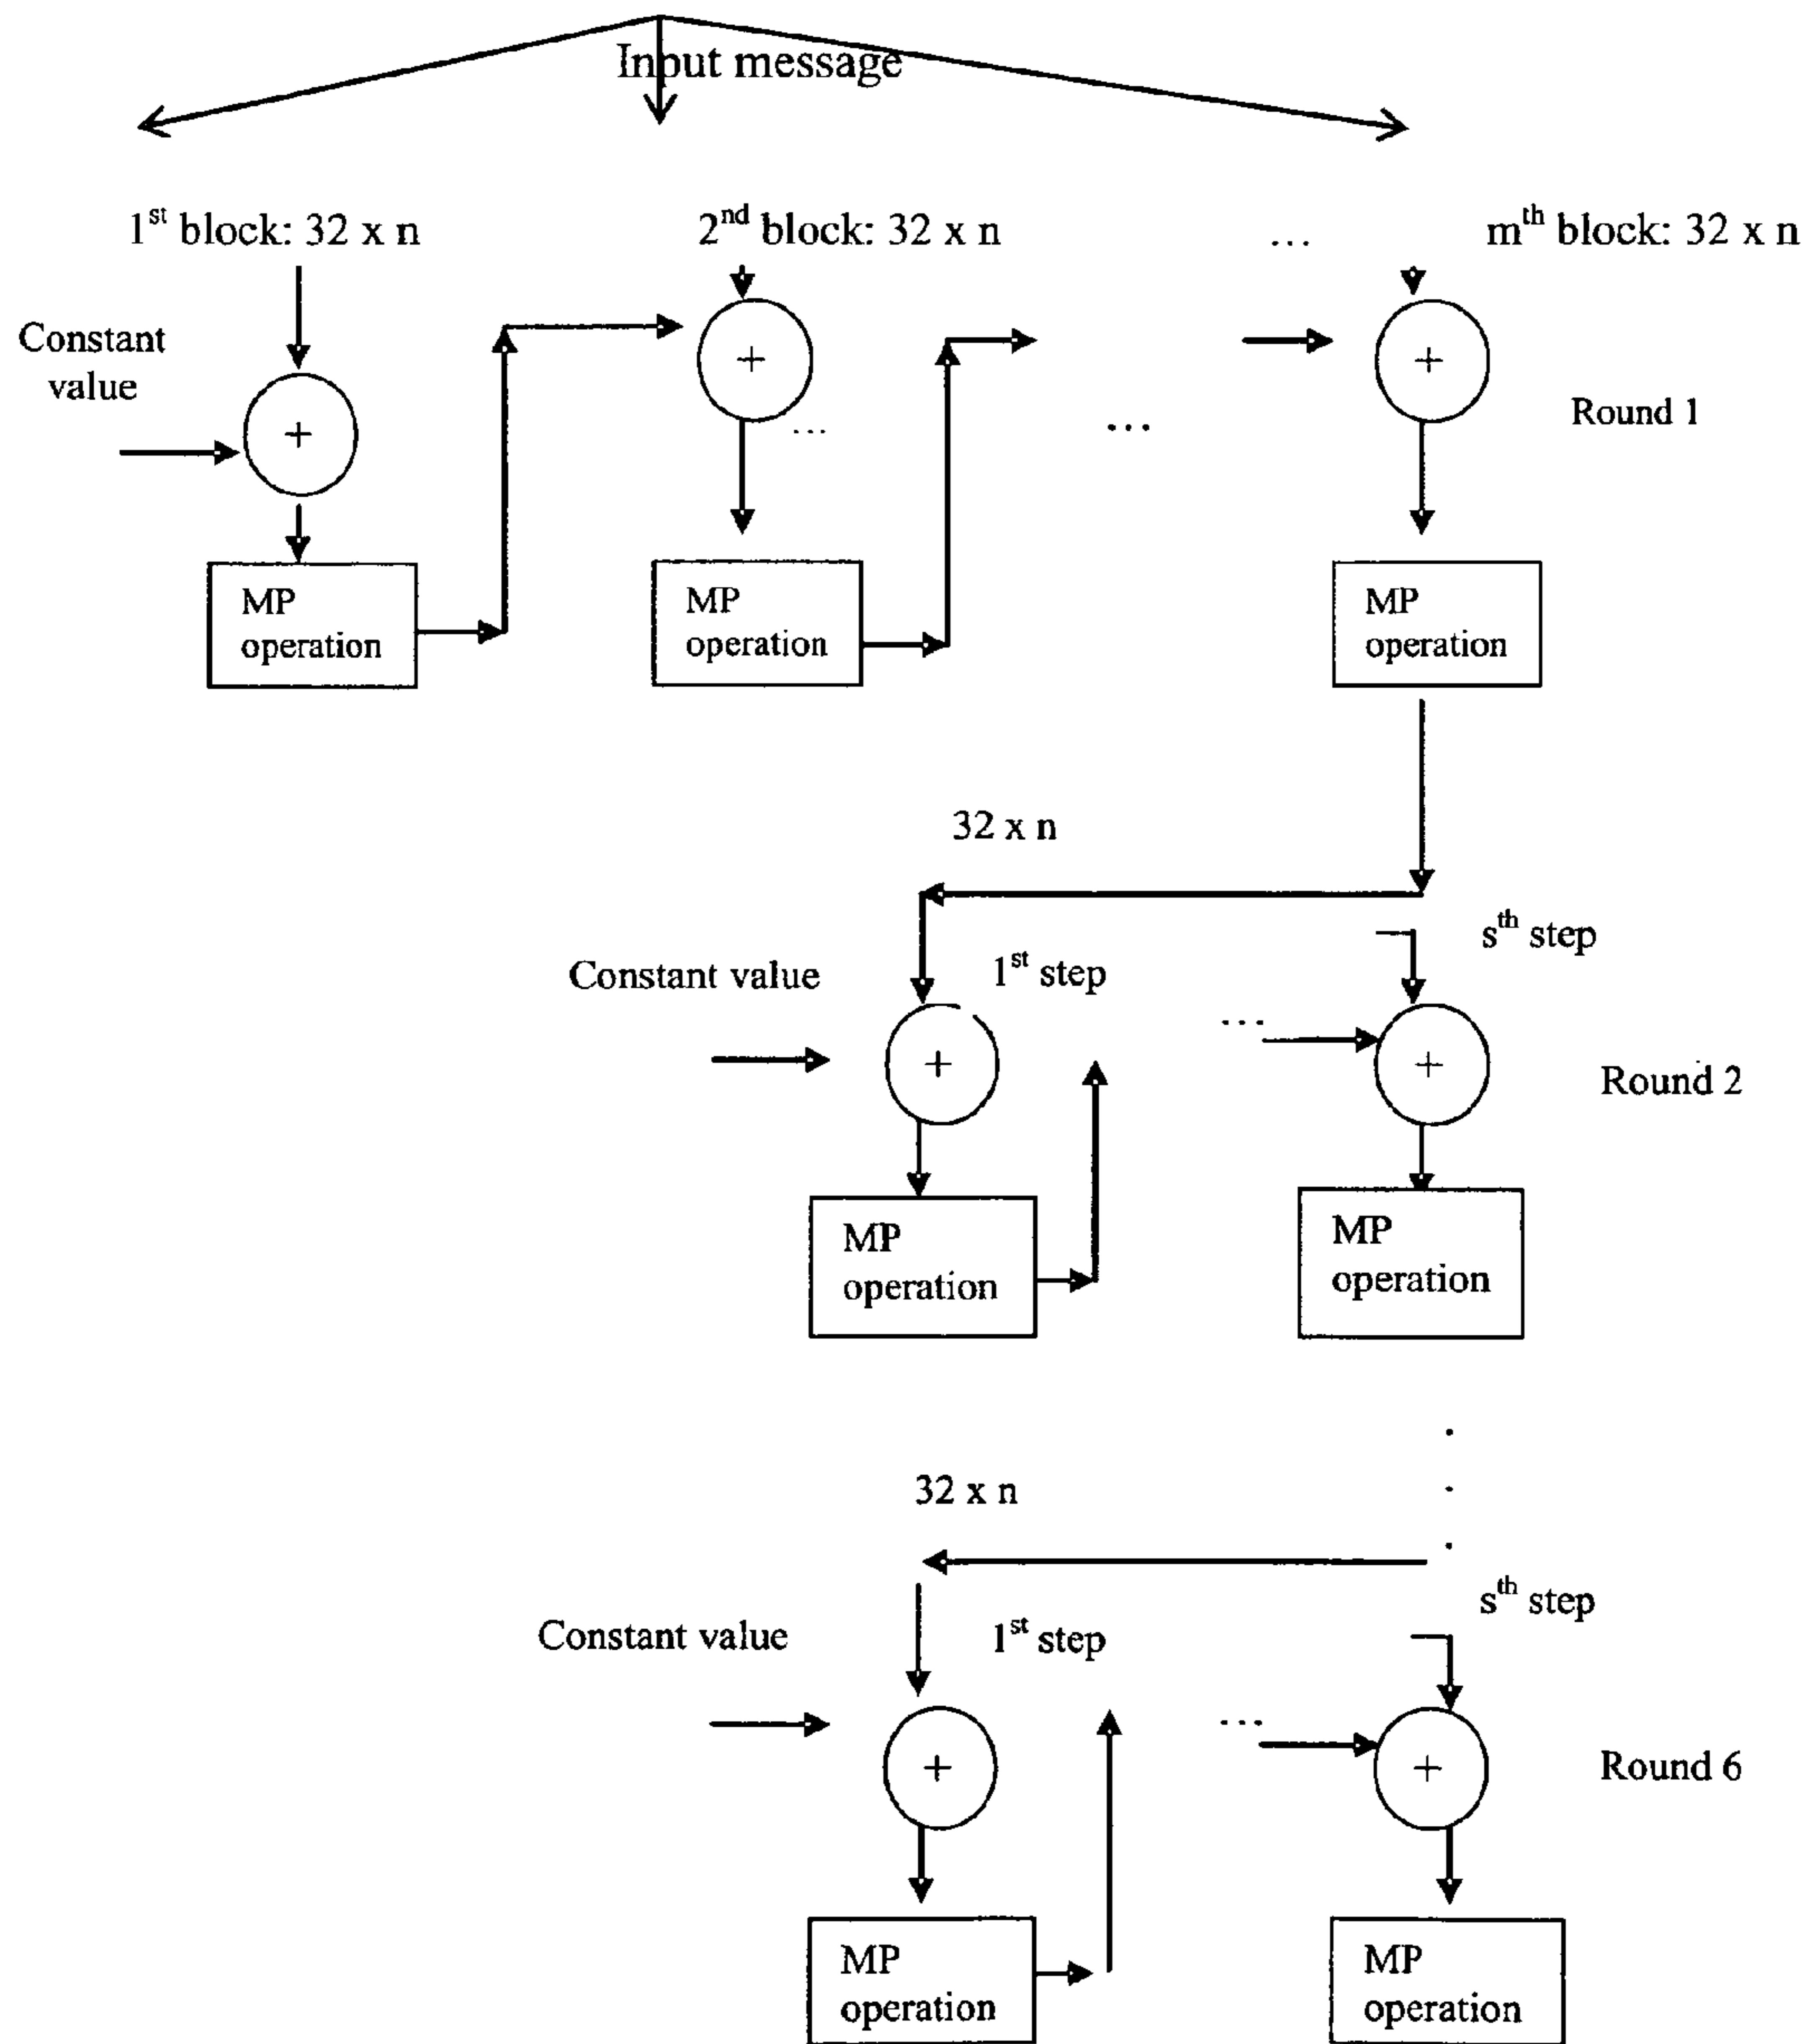 Input message
1st block: 32 x n
2nd block: 32 x n
...
mth block: 32 x n
Constant
value
+
+
...
...
+
Round 1
MP
operation
MP
operation
MP
operation
32 x n
sth step
Constant value
1st step
...
+
+
Round 2
MP
operation
MP
operation
32 x n
sth step
Constant value
1st step
...
+
+
Round 6
MP
operation
MP
operation